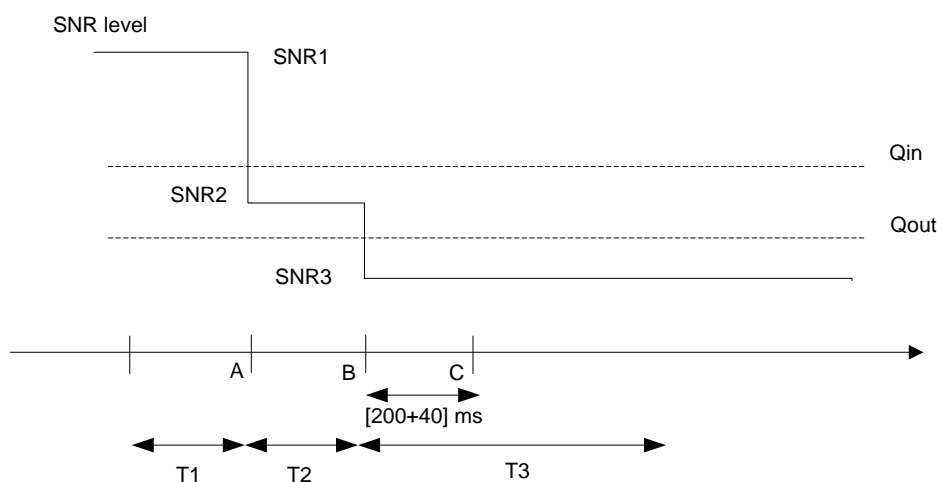 SNR level
SNR1
Qin
SNR2
Qout
SNR3
A
B
C
[200+40] ms
T1
T2
T3